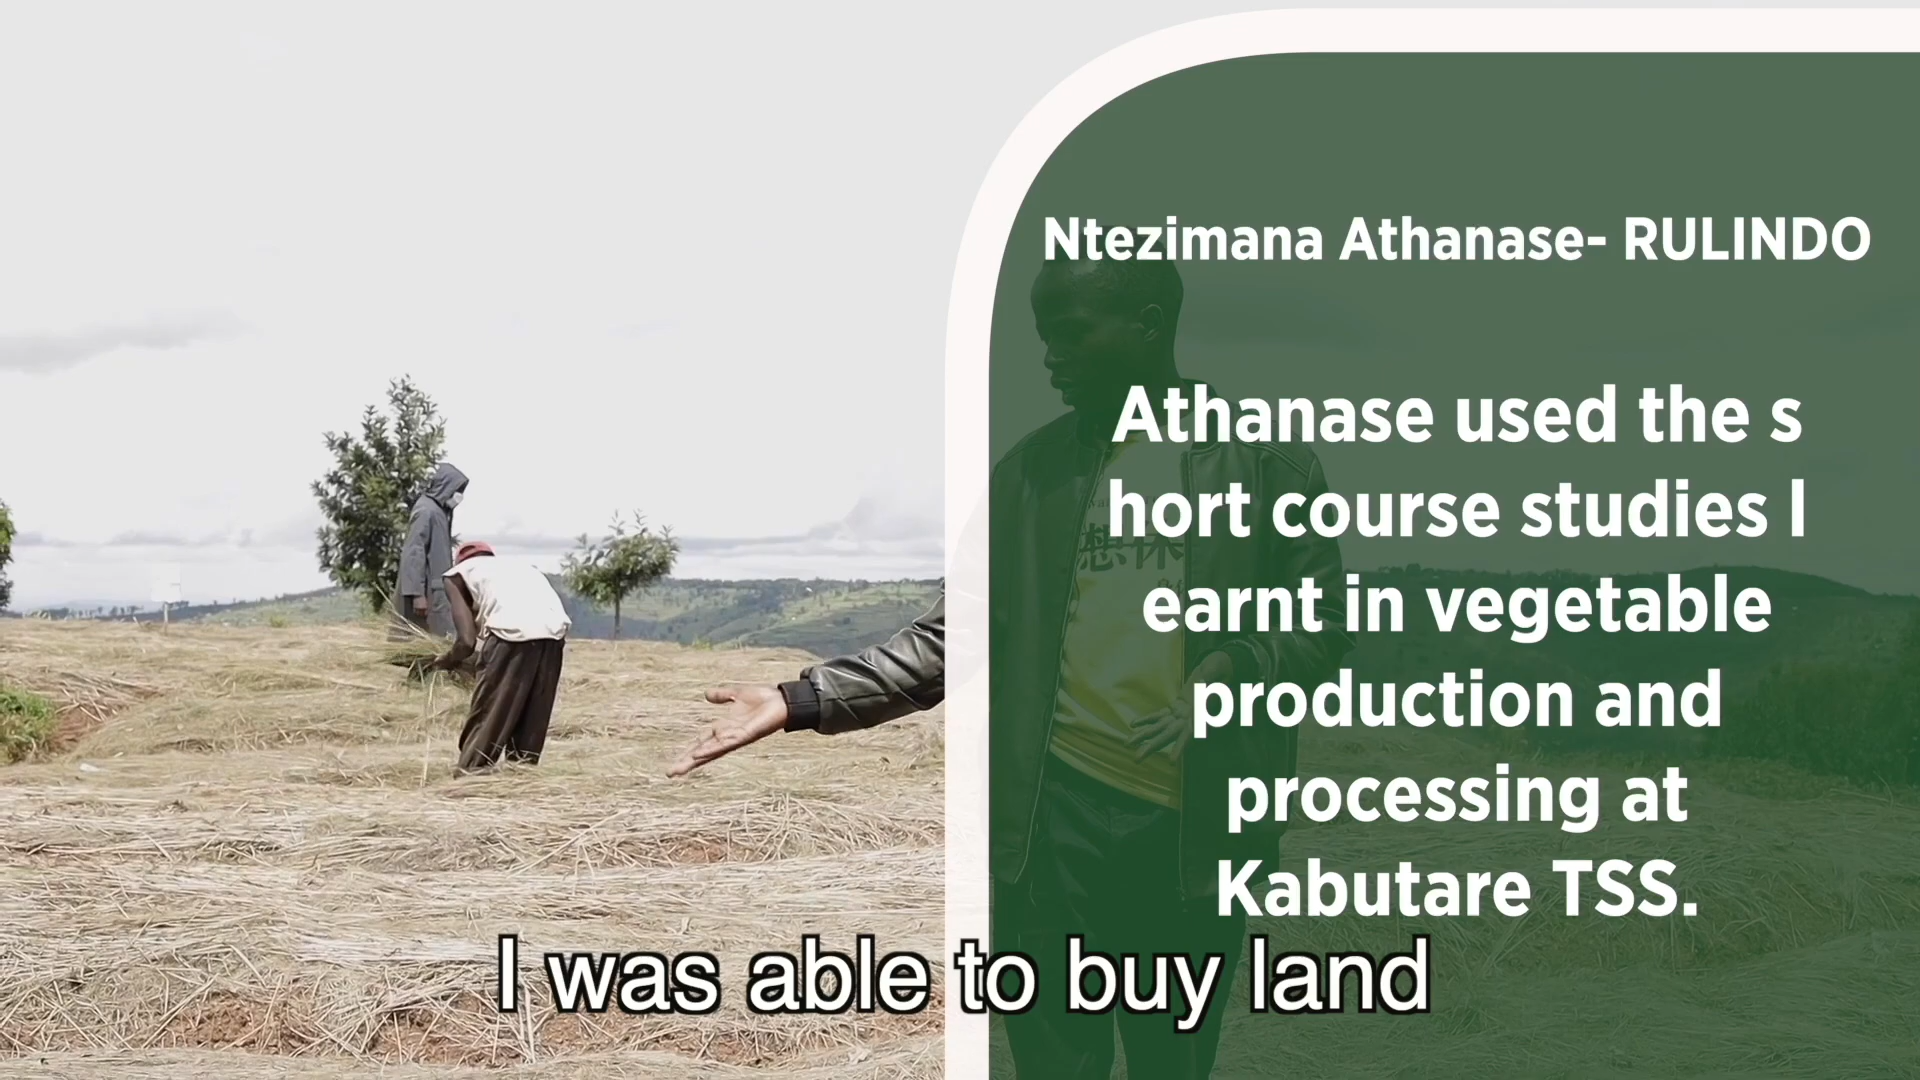 Ntezimana Athanase- RULINDO
Athanase used the s
hort course studies l
earnt in vegetable
production and
processing at
Kabutare TSS.
I was able to buy land